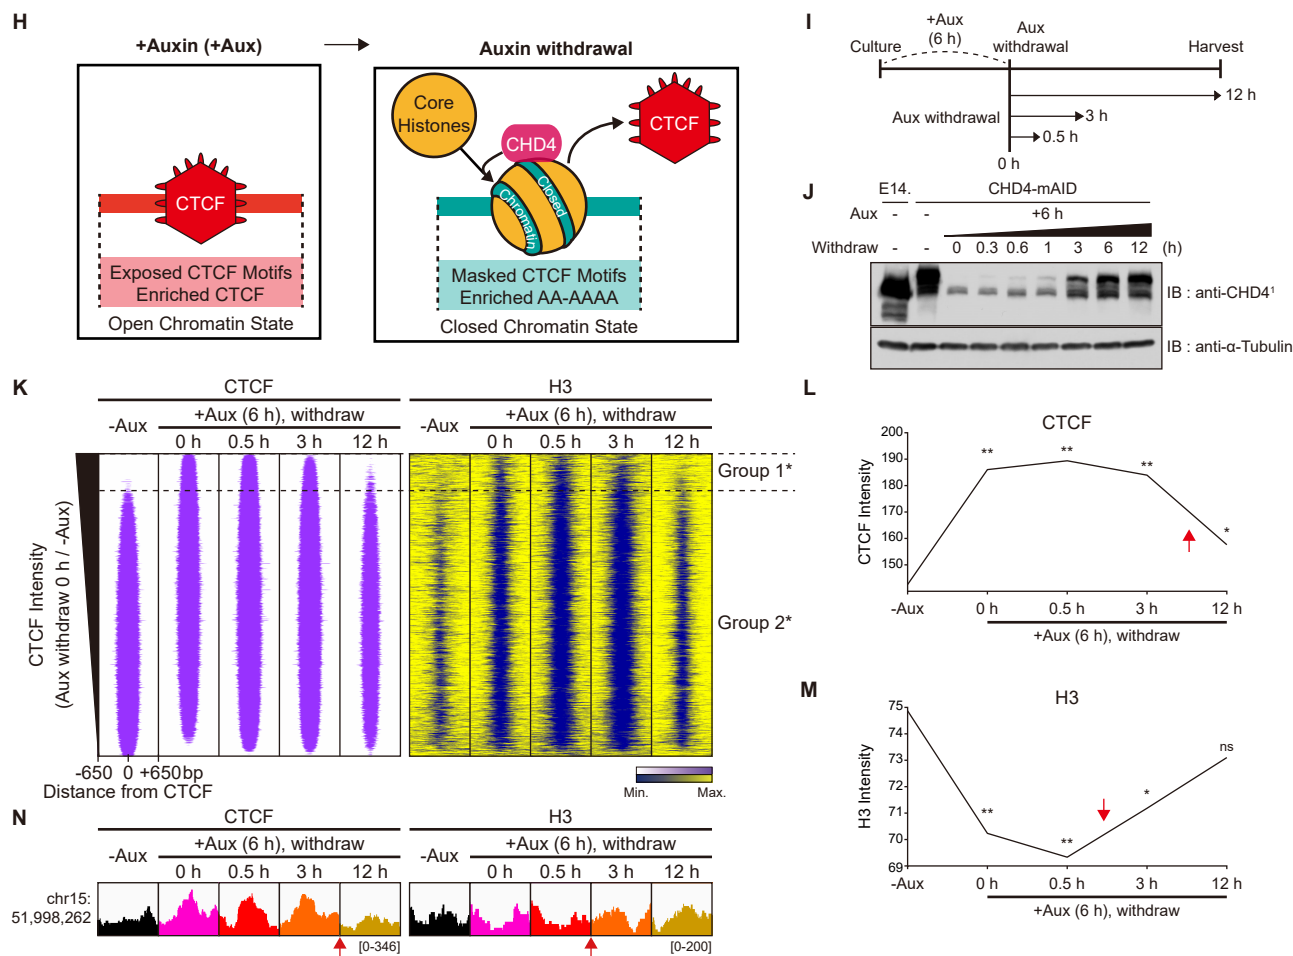 H
+Auxin (+Aux)
Auxin withdrawal
CTCF
Exposed CTCF Motifs
Enriched CTCF
Open Chromatin State
Core
Histones
CHD4
CTCF
Chromatin
Closed
Masked CTCF Motifs
Enriched AA-AAAA
Closed Chromatin State
I
+Aux
(6 h)
Culture
Aux
withdrawal
Harvest
12 h
Aux withdrawal
3 h
0.5 h
0 h
J
E14.
CHD4-mAID
Aux - - +6 h
Withdraw - - 0 0.3 0.6 1 3 6 12 (h)
IB : anti-CHD4¹
IB : anti-α-Tubulin
K
CTCF
H3
-Aux
+Aux (6 h), withdraw
0 h 0.5 h 3 h 12 h
-Aux
+Aux (6 h), withdraw
0 h 0.5 h 3 h 12 h
Group 1*
Group 2*
CTCF Intensity
(Aux withdraw 0 h / -Aux)
-650 0 +650 bp
Distance from CTCF
Min. Max.
L
CTCF
CTCF Intensity
200
190
180
170
160
150
** ** ** *
-Aux 0 h 0.5 h 3 h 12 h
+Aux (6 h), withdraw
M
H3
H3 Intensity
75
74
73
72
71
70
69
** ** * ns
-Aux 0 h 0.5 h 3 h 12 h
+Aux (6 h), withdraw
N
CTCF
H3
-Aux
+Aux (6 h), withdraw
0 h 0.5 h 3 h 12 h
-Aux
+Aux (6 h), withdraw
0 h 0.5 h 3 h 12 h
chr15:
51,998,262
[0-346]
[0-200]